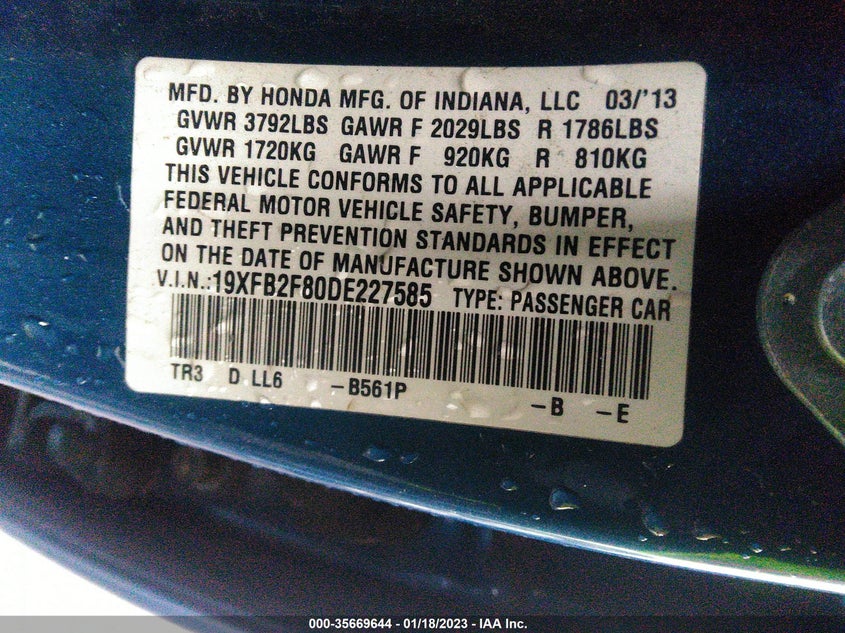 MFD. BY HONDA MFG. OF INDIANA, LLC 03/'13
GVWR 3792LBS GAWR F 2029LBS R 1786LBS
GVWR 1720KG GAWR F 920KG R 810KG
THIS VEHICLE CONFORMS TO ALL APPLICABLE
FEDERAL MOTOR VEHICLE SAFETY, BUMPER,
AND THEFT PREVENTION STANDARDS IN EFFECT
ON THE DATE OF MANUFACTURE SHOWN ABOVE.
V.I.N.:19XFB2F80DE227585 TYPE: PASSENGER CAR
TR3 D LL6 -B561P -B -E
000-35669644 - 01/18/2023 - IAA Inc.